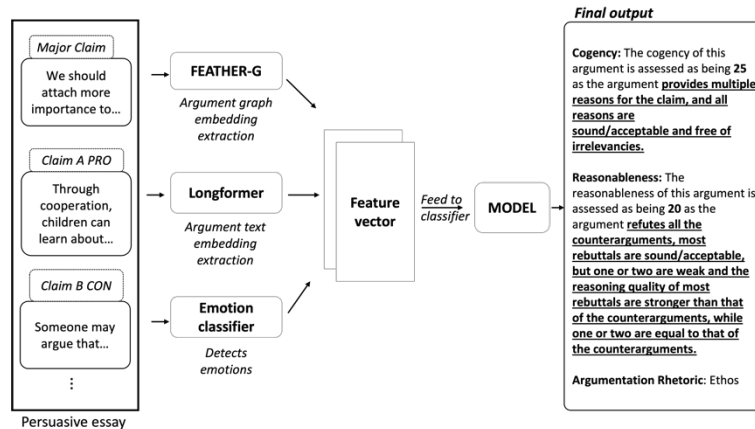 Major Claim
We should
attach more
importance to…
Claim A PRO
Through
cooperation,
children can
learn about…
Claim B CON
Someone may
argue that…
⋮
Persuasive essay
FEATHER-G
Argument graph
embedding
extraction
Longformer
Argument text
embedding
extraction
Emotion
classifier
Detects
emotions
Feature
vector
Feed to
classifier
MODEL
Final output
Cogency: The cogency of this
argument is assessed as being 25
as the argument provides multiple
reasons for the claim, and all
reasons are
sound/acceptable and free of
irrelevancies.
Reasonableness: The
reasonableness of this argument is
assessed as being 20 as the
argument refutes all the
counterarguments, most
rebuttals are sound/acceptable,
but one or two are weak and the
reasoning quality of most
rebuttals are stronger than that
of the counterarguments, while
one or two are equal to that of
the counterarguments.
Argumentation Rhetoric: Ethos